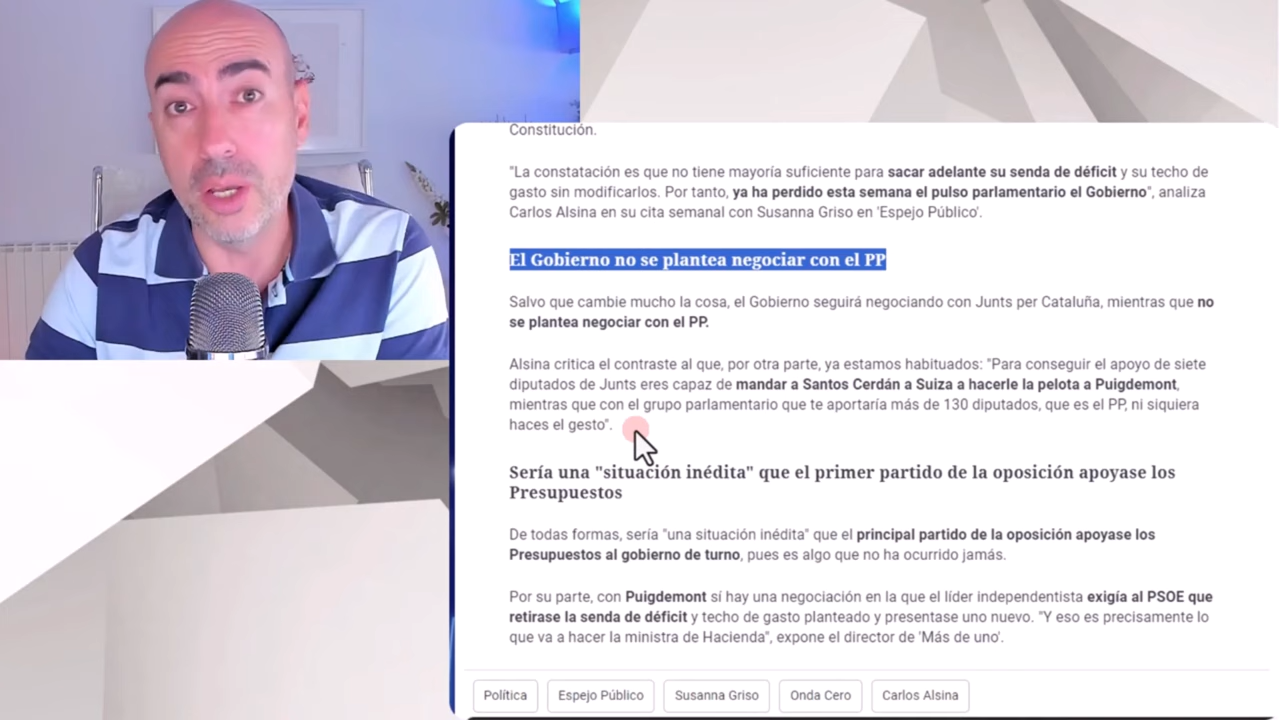 Constitución.
"La constatación es que no tiene mayoría suficiente para sacar adelante su senda de déficit y su techo de
gasto sin modificarlos. Por tanto, ya ha perdido esta semana el pulso parlamentario el Gobierno", analiza
Carlos Alsina en su cita semanal con Susanna Griso en 'Espejo Público'.
El Gobierno no se plantea negociar con el PP
Salvo que cambie mucho la cosa, el Gobierno seguirá negociando con Junts per Cataluña, mientras que no
se plantea negociar con el PP.
Alsina critica el contraste al que, por otra parte, ya estamos habituados: "Para conseguir el apoyo de siete
diputados de Junts eres capaz de mandar a Santos Cerdán a Suiza a hacerle la pelota a Puigdemont,
mientras que con el grupo parlamentario que te aportaría más de 130 diputados, que es el PP, ni siquiera
haces el gesto".
Sería una "situación inédita" que el primer partido de la oposición apoyase los
Presupuestos
De todas formas, sería "una situación inédita" que el principal partido de la oposición apoyase los
Presupuestos al gobierno de turno, pues es algo que no ha ocurrido jamás.
Por su parte, con Puigdemont sí hay una negociación en la que el líder independentista exigía al PSOE que
retirase la senda de déficit y techo de gasto planteado y presentase uno nuevo. "Y eso es precisamente lo
que va a hacer la ministra de Hacienda", expone el director de 'Más de uno'.
Política
Espejo Público
Susanna Griso
Onda Cero
Carlos Alsina